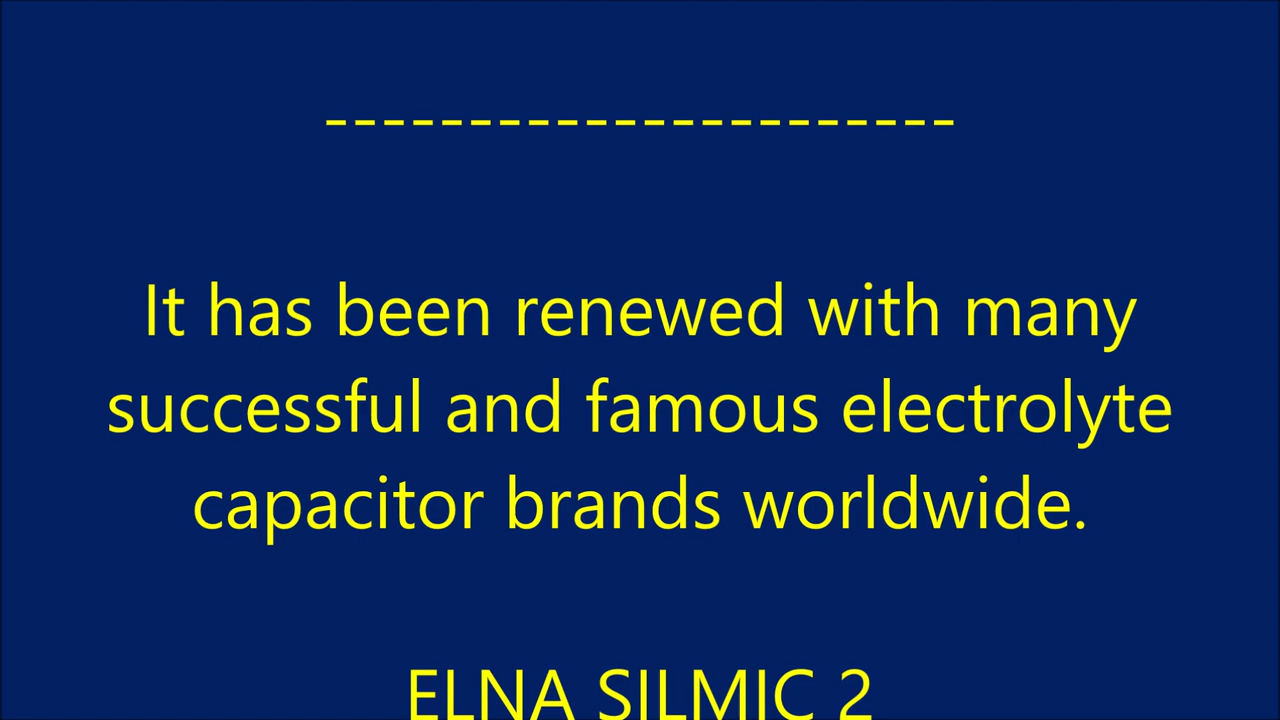 ----------------------
It has been renewed with many
successful and famous electrolyte
capacitor brands worldwide.
ELNA SILMIC 2